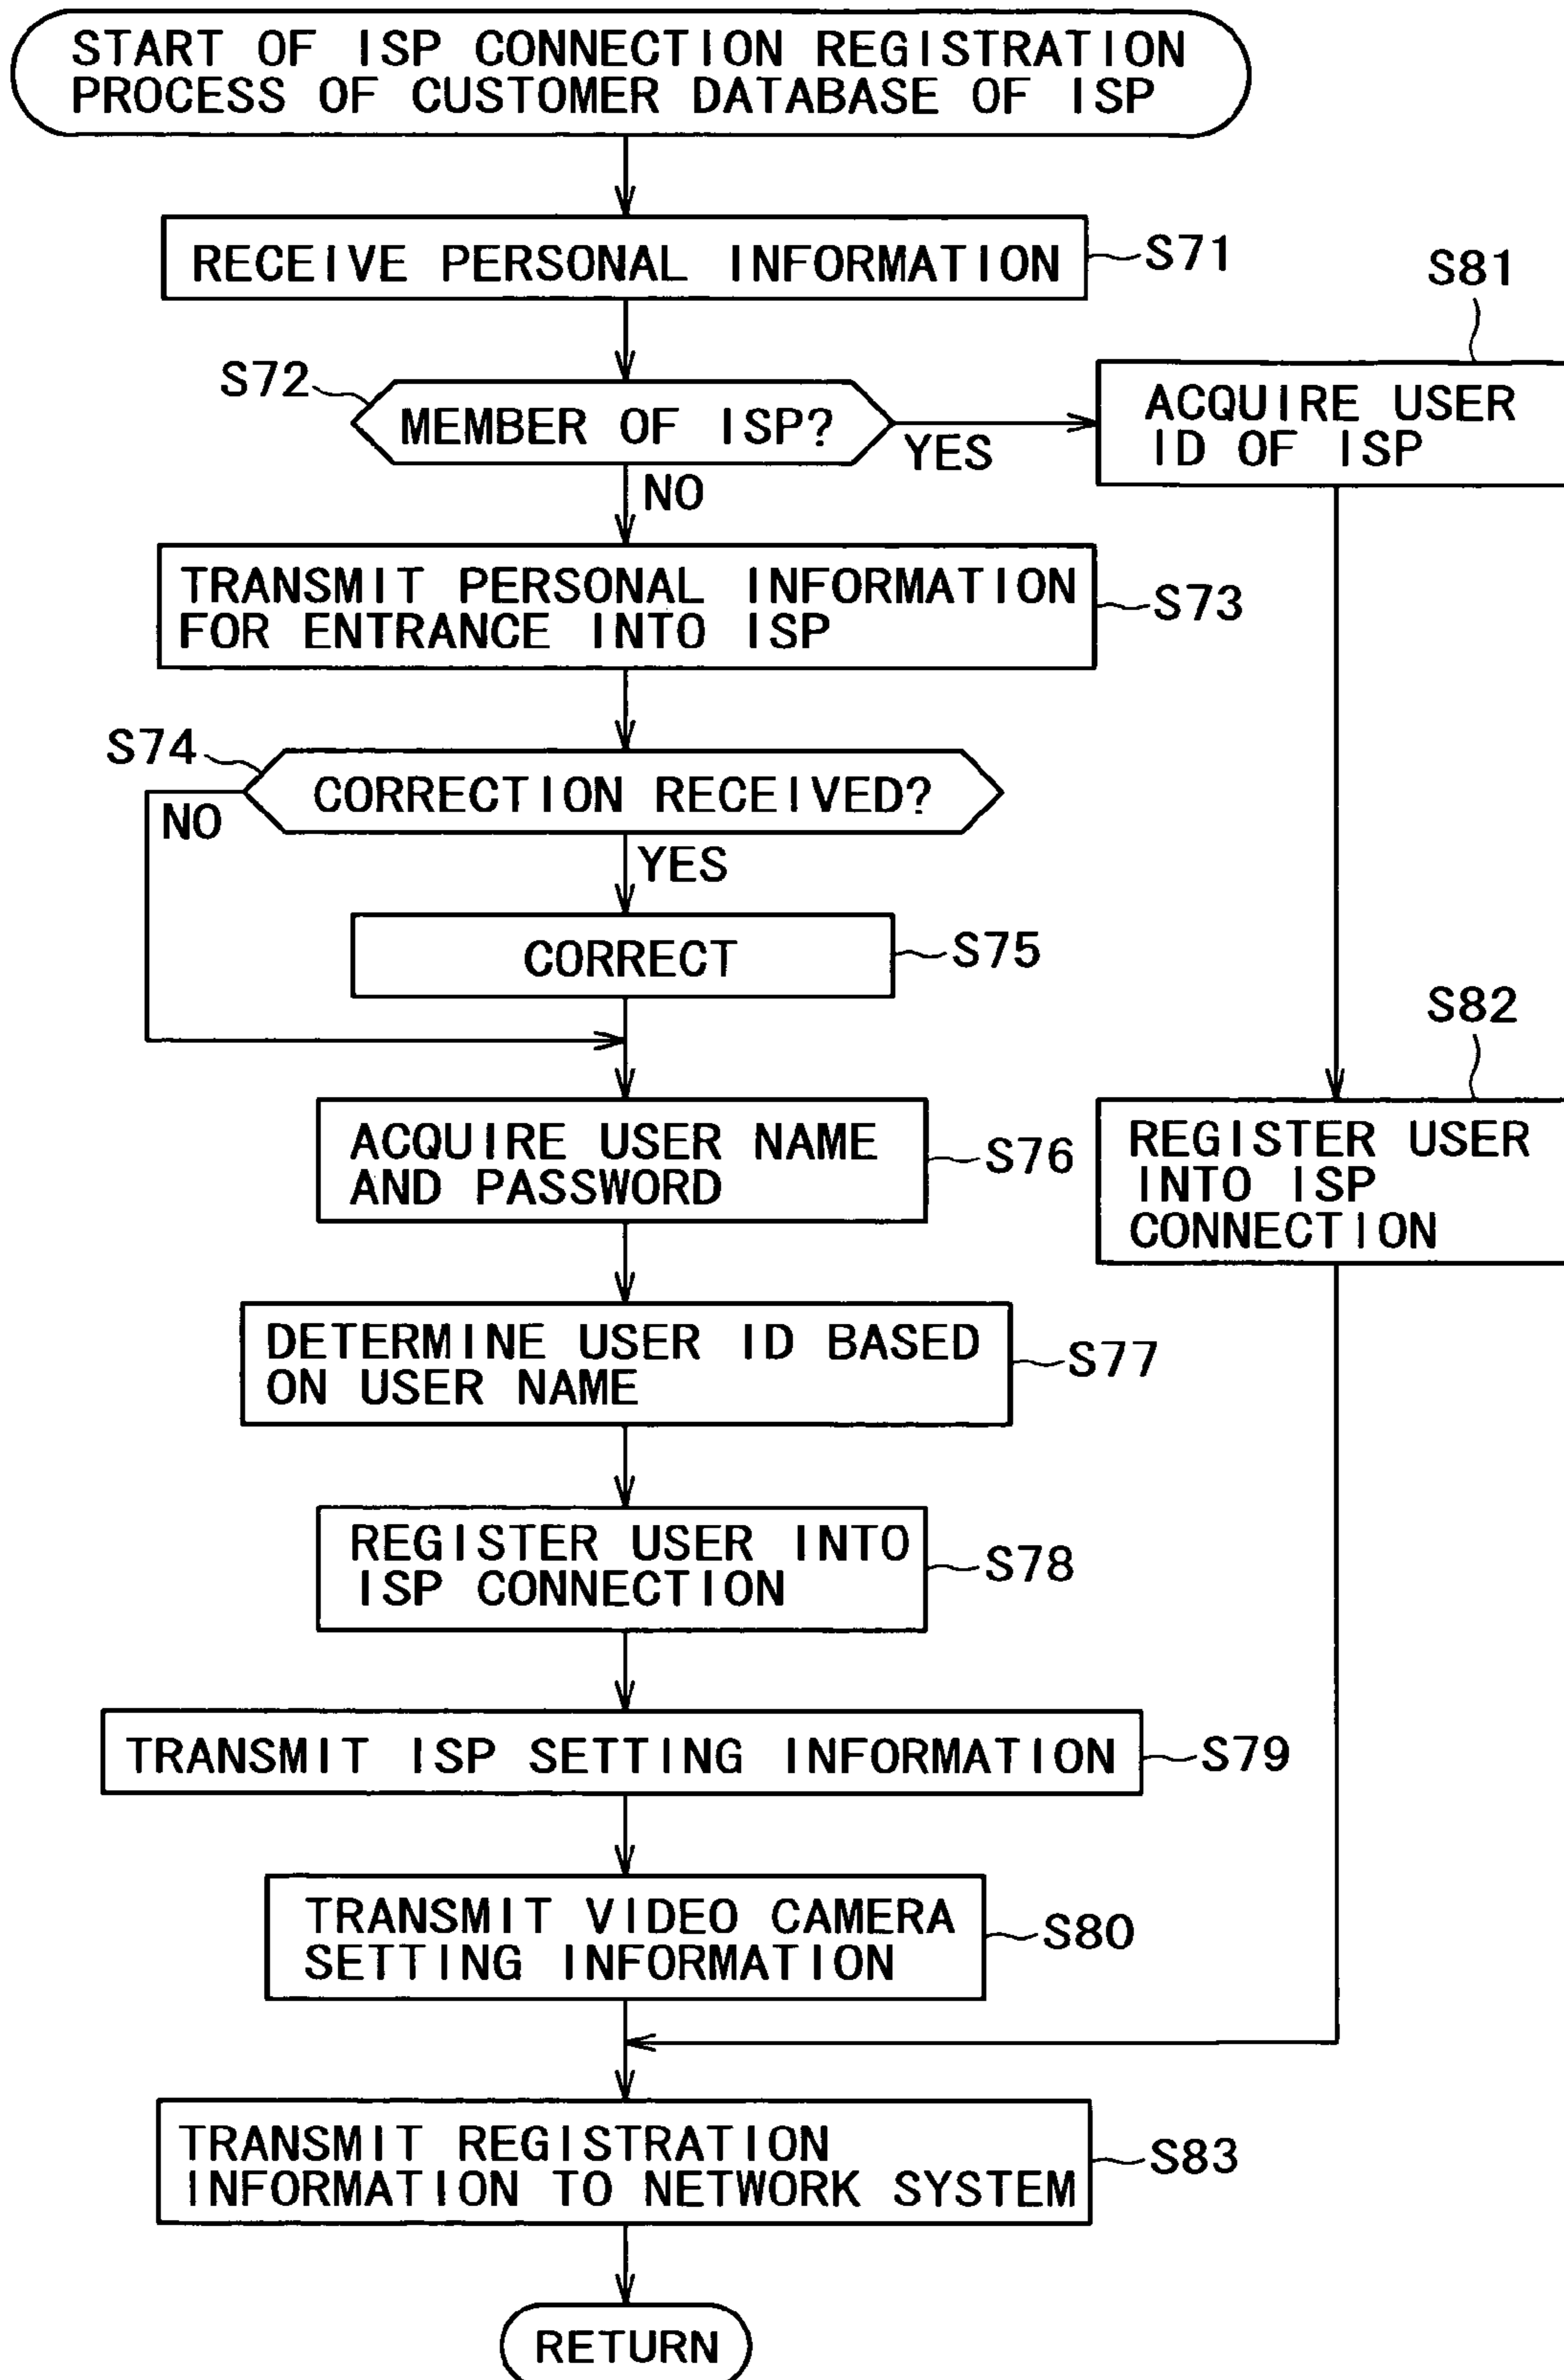 START OF ISP CONNECTION REGISTRATION
PROCESS OF CUSTOMER DATABASE OF ISP
RECEIVE PERSONAL INFORMATION
S71
S81
S72
MEMBER OF ISP?
YES
ACQUIRE USER
ID OF ISP
NO
TRANSMIT PERSONAL INFORMATION
FOR ENTRANCE INTO ISP
S73
S74
CORRECTION RECEIVED?
NO
YES
CORRECT
S75
S82
ACQUIRE USER NAME
AND PASSWORD
S76
REGISTER USER
INTO ISP
CONNECTION
DETERMINE USER ID BASED
ON USER NAME
S77
REGISTER USER INTO
ISP CONNECTION
S78
TRANSMIT ISP SETTING INFORMATION
S79
TRANSMIT VIDEO CAMERA
SETTING INFORMATION
S80
TRANSMIT REGISTRATION
INFORMATION TO NETWORK SYSTEM
S83
RETURN